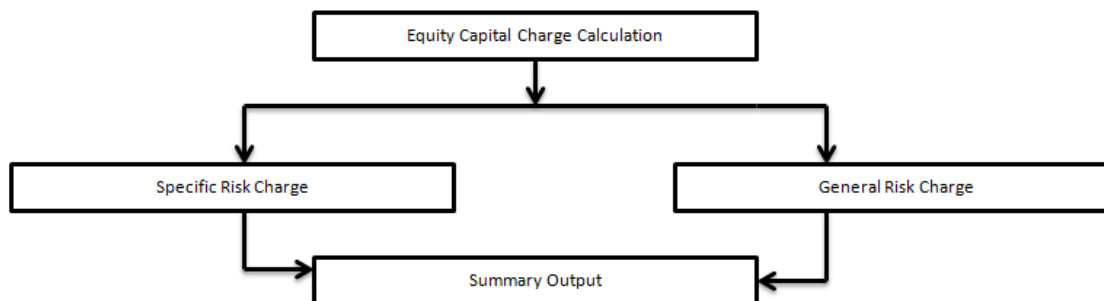 Equity Capital Charge Calculation
Specific Risk Charge
General Risk Charge
Summary Output